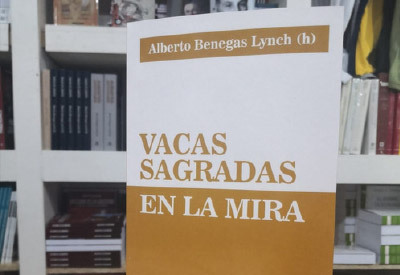 Alberto Benegas Lynch (h)
VACAS
SAGRADAS
EN LA MIRA